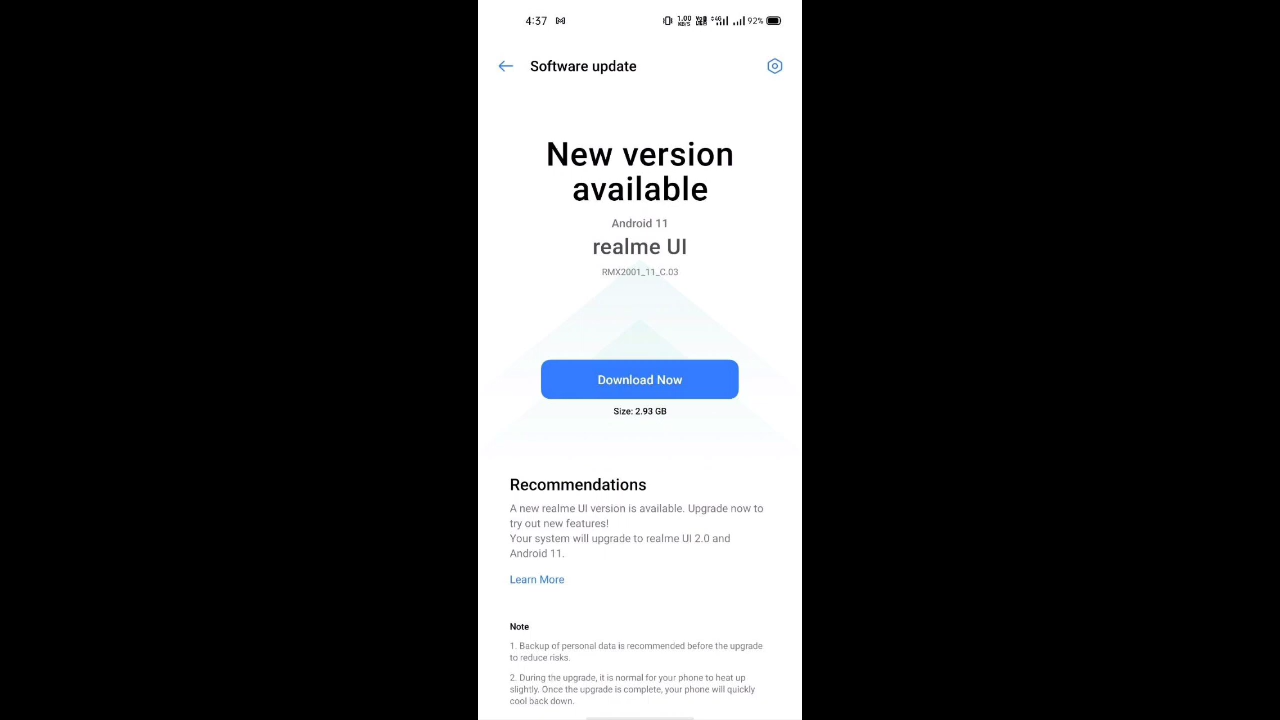 4:37
1.00 KB/S 92%
Software update
New version
available
Android 11
realme UI
RMX2001_11_C.03
Download Now
Size: 2.93 GB
Recommendations
A new realme UI version is available. Upgrade now to
try out new features!
Your system will upgrade to realme UI 2.0 and
Android 11.
Learn More
Note
1. Backup of personal data is recommended before the upgrade
to reduce risks.
2. During the upgrade, it is normal for your phone to heat up
slightly. Once the upgrade is complete, your phone will quickly
cool back down.